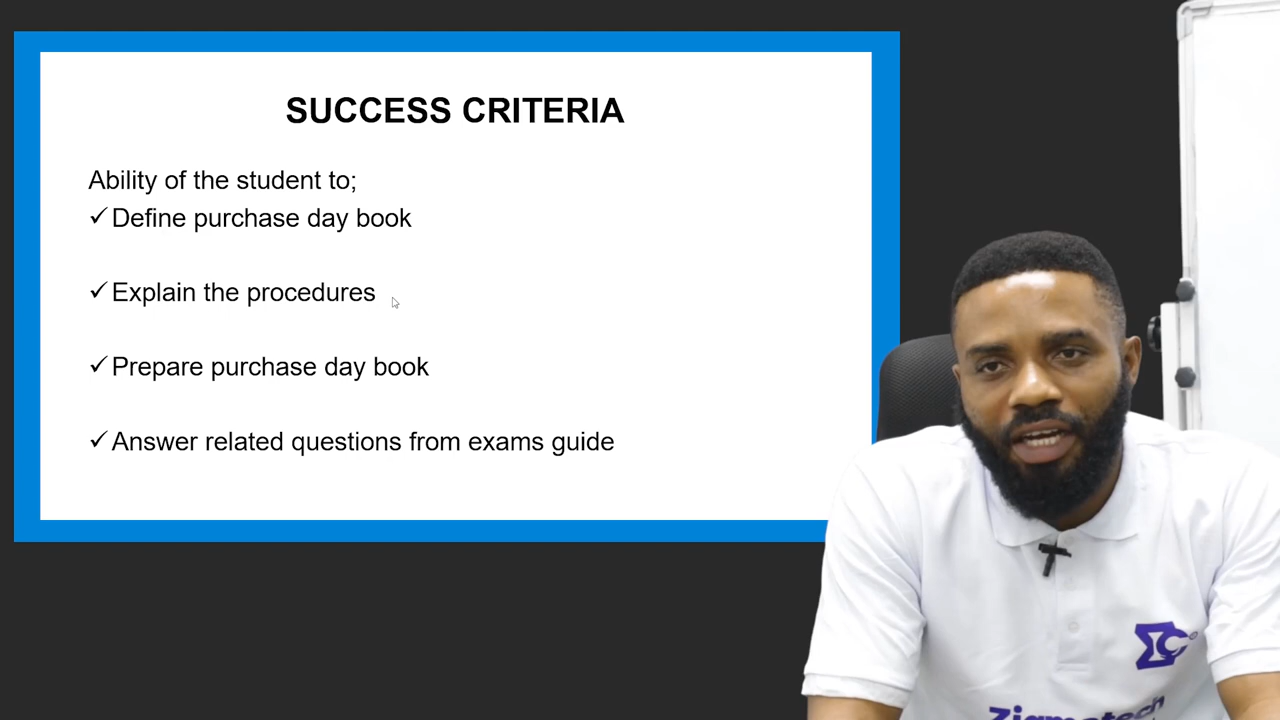 SUCCESS CRITERIA
Ability of the student to;
✓Define purchase day book
✓Explain the procedures
✓Prepare purchase day book
✓Answer related questions from exams guide